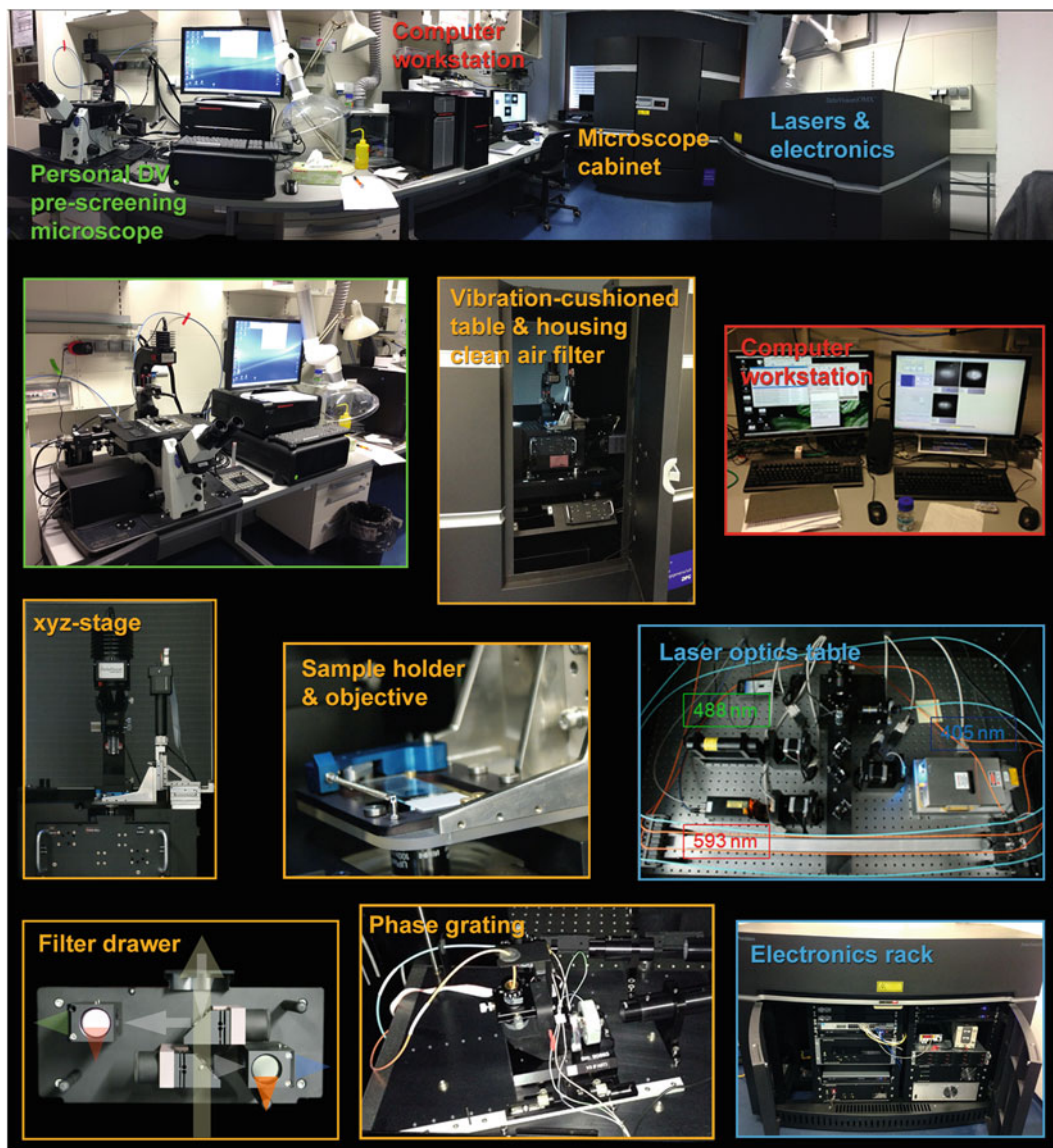 Computer
workstation
Lasers &
electronics
Microscope
cabinet
Personal DV
pre-screening
microscope
Vibration-cushioned
table & housing
clean air filter
Computer
workstation
xyz-stage
Sample holder
& objective
Laser optics table
488 nm
405 nm
593 nm
Filter drawer
Phase grating
Electronics rack